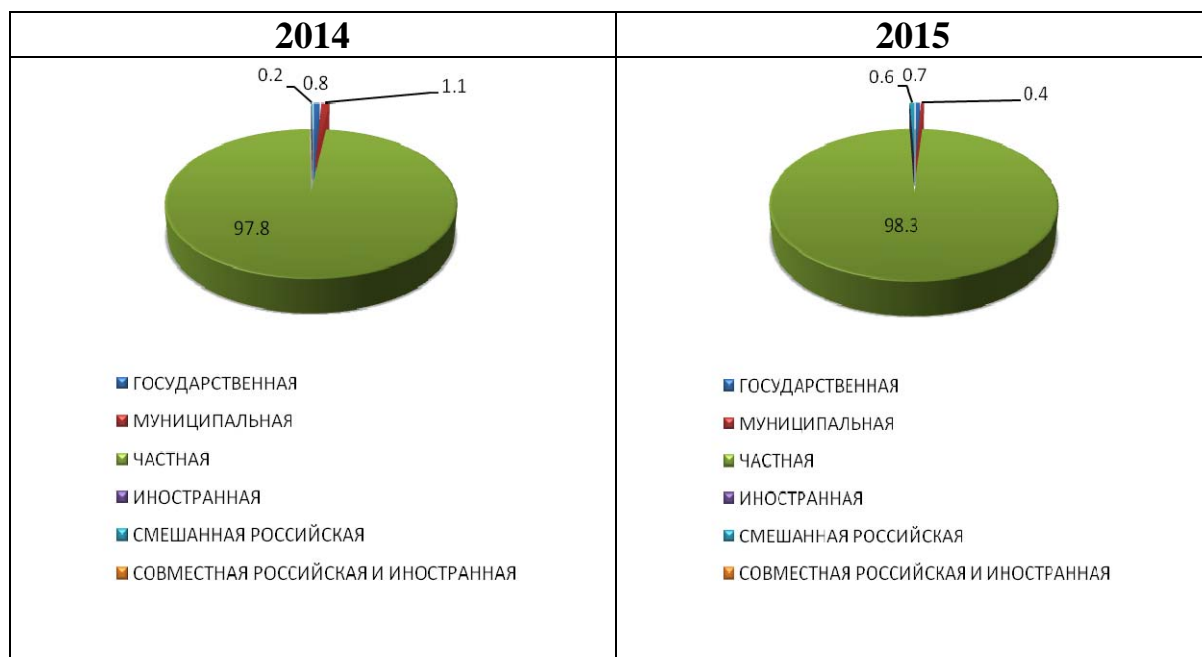 2014
2015
0.2 0.8 1.1
97.8
ГОСУДАРСТВЕННАЯ
МУНИЦИПАЛЬНАЯ
ЧАСТНАЯ
ИНОСТРАННАЯ
СМЕШАННАЯ РОССИЙСКАЯ
СОВМЕСТНАЯ РОССИЙСКАЯ И ИНОСТРАННАЯ
0.6 0.7 0.4
98.3
ГОСУДАРСТВЕННАЯ
МУНИЦИПАЛЬНАЯ
ЧАСТНАЯ
ИНОСТРАННАЯ
СМЕШАННАЯ РОССИЙСКАЯ
СОВМЕСТНАЯ РОССИЙСКАЯ И ИНОСТРАННАЯ